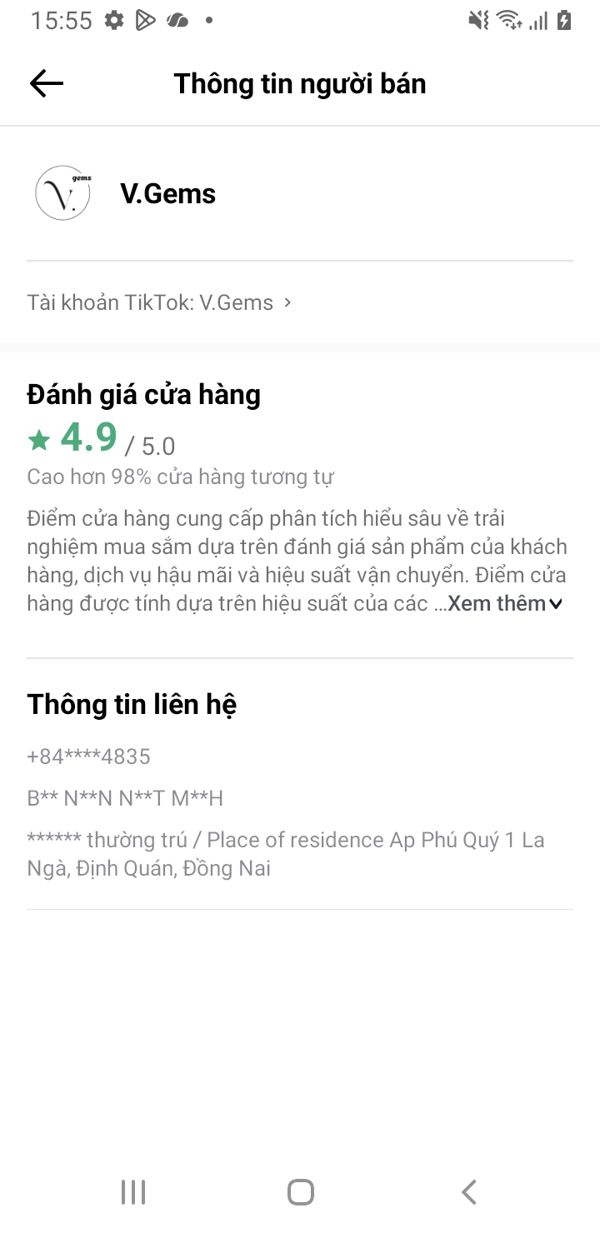 15:55
Thông tin người bán
V. gems
V.Gems
Tài khoản TikTok: V.Gems
Đánh giá cửa hàng
4.9 / 5.0
Cao hơn 98% cửa hàng tương tự
Điểm cửa hàng cung cấp phân tích hiểu sâu về trải
nghiệm mua sắm dựa trên đánh giá sản phẩm của khách
hàng, dịch vụ hậu mãi và hiệu suất vận chuyển. Điểm cửa
hàng được tính dựa trên hiệu suất của các ...Xem thêm
Thông tin liên hệ
+84****4835
B** N**N N**T M**H
****** thường trú / Place of residence Ap Phú Quý 1 La
Ngà, Định Quán, Đồng Nai